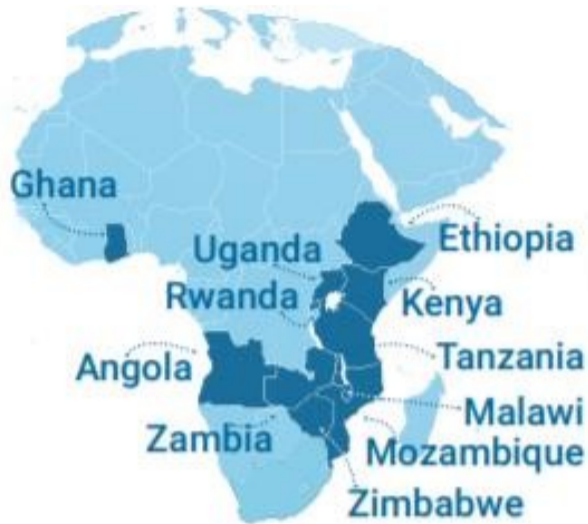 Ghana
Ethiopia
Uganda
Rwanda
Kenya
Angola
Tanzania
Malawi
Zambia
Mozambique
Zimbabwe